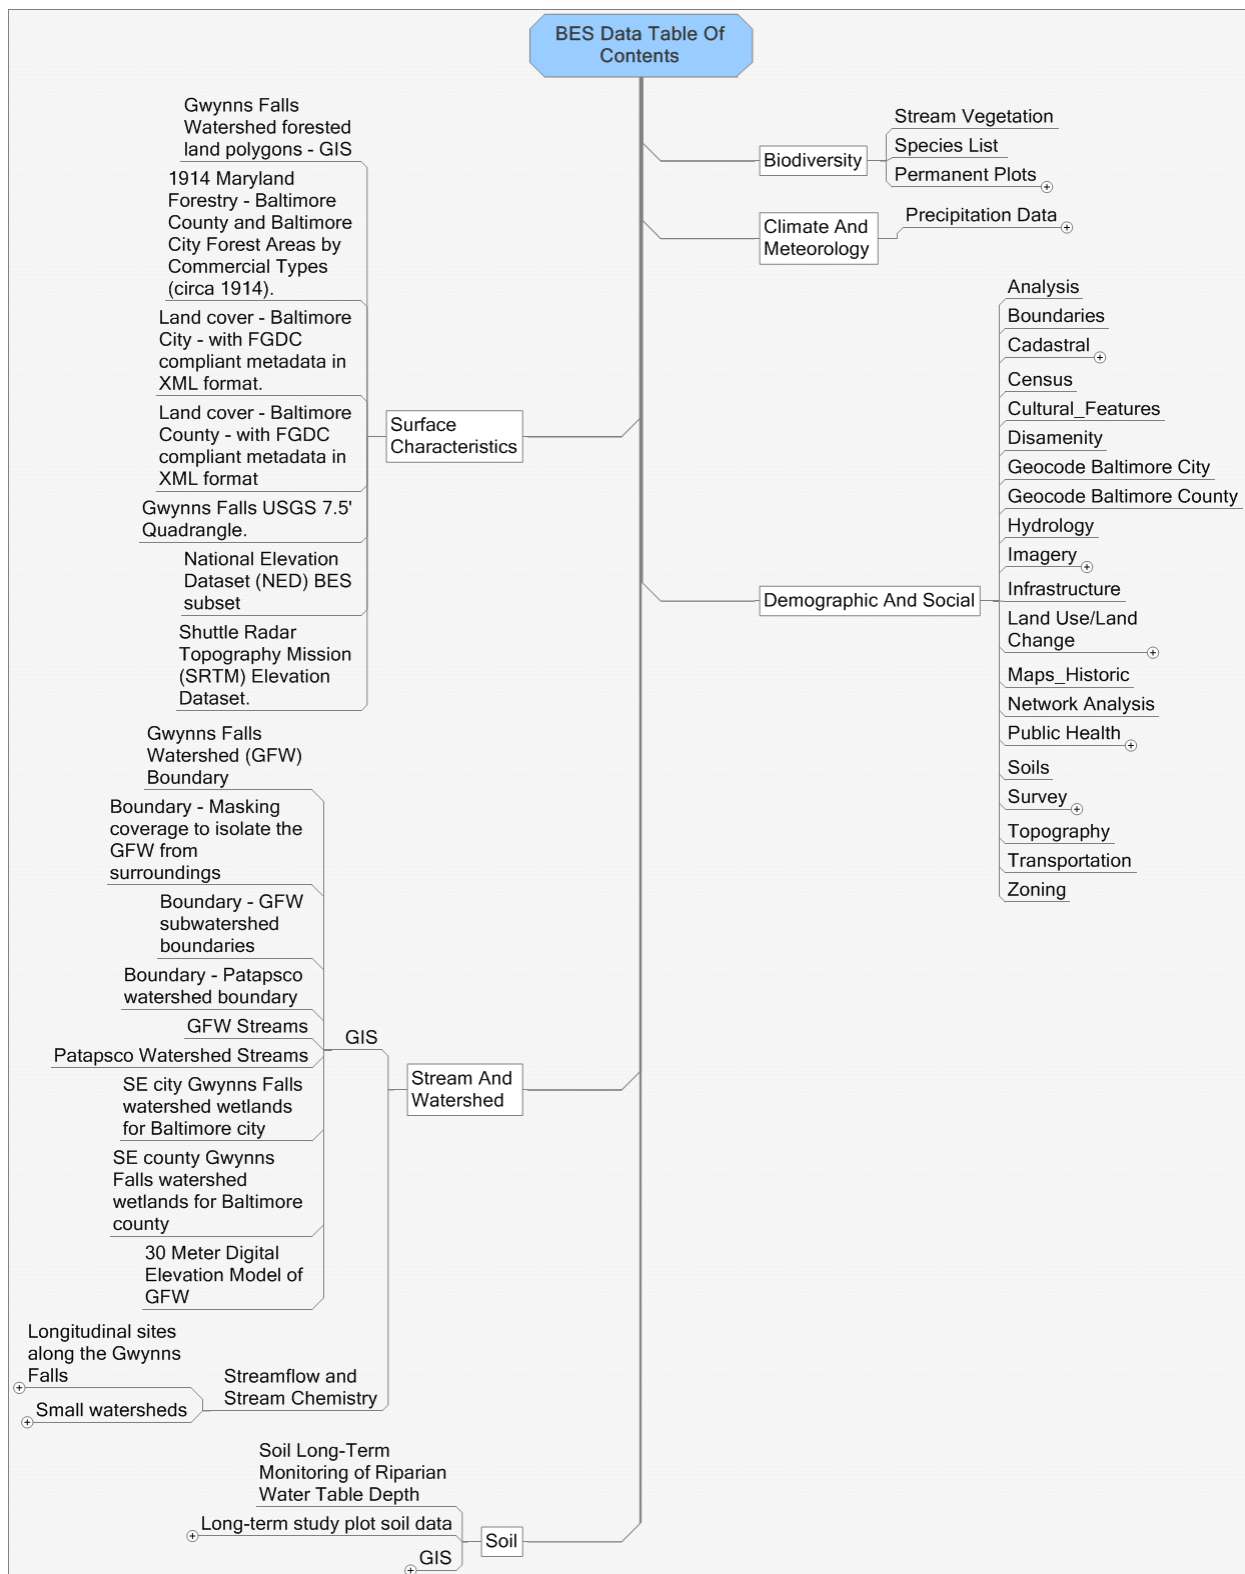 BES Data Table Of
Contents
Gwynns Falls
Watershed forested
land polygons - GIS
1914 Maryland
Forestry - Baltimore
County and Baltimore
City Forest Areas by
Commercial Types
(circa 1914).
Land cover - Baltimore
City - with FGDC
compliant metadata in
XML format.
Land cover - Baltimore
County - with FGDC
compliant metadata in
XML format
Gwynns Falls USGS 7.5'
Quadrangle.
National Elevation
Dataset (NED) BES
subset
Shuttle Radar
Topography Mission
(SRTM) Elevation
Dataset.
Surface
Characteristics
Gwynns Falls
Watershed (GFW)
Boundary
Boundary - Masking
coverage to isolate the
GFW from
surroundings
Boundary - GFW
subwatershed
boundaries
Boundary - Patapsco
watershed boundary
GFW Streams
Patapsco Watershed Streams
SE city Gwynns Falls
watershed wetlands
for Baltimore city
SE county Gwynns
Falls watershed
wetlands for Baltimore
county
30 Meter Digital
Elevation Model of
GFW
GIS
Longitudinal sites
along the Gwynns
Falls
Small watersheds
Streamflow and
Stream Chemistry
Stream And
Watershed
Soil Long-Term
Monitoring of Riparian
Water Table Depth
Long-term study plot soil data
GIS
Soil
Biodiversity
Stream Vegetation
Species List
Permanent Plots
Climate And
Meteorology
Precipitation Data
Demographic And Social
Analysis
Boundaries
Cadastral
Census
Cultural_Features
Disamenity
Geocode Baltimore City
Geocode Baltimore County
Hydrology
Imagery
Infrastructure
Land Use/Land
Change
Maps_Historic
Network Analysis
Public Health
Soils
Survey
Topography
Transportation
Zoning